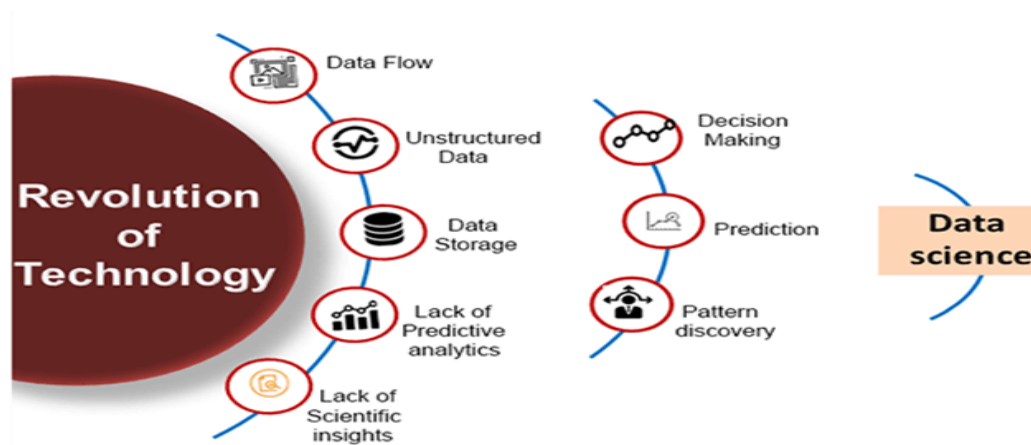 Revolution
of
Technology
Data Flow
Unstructured
Data
Data
Storage
Lack of
Predictive
analytics
Lack of
Scientific
insights
Decision
Making
Prediction
Pattern
discovery
Data
science